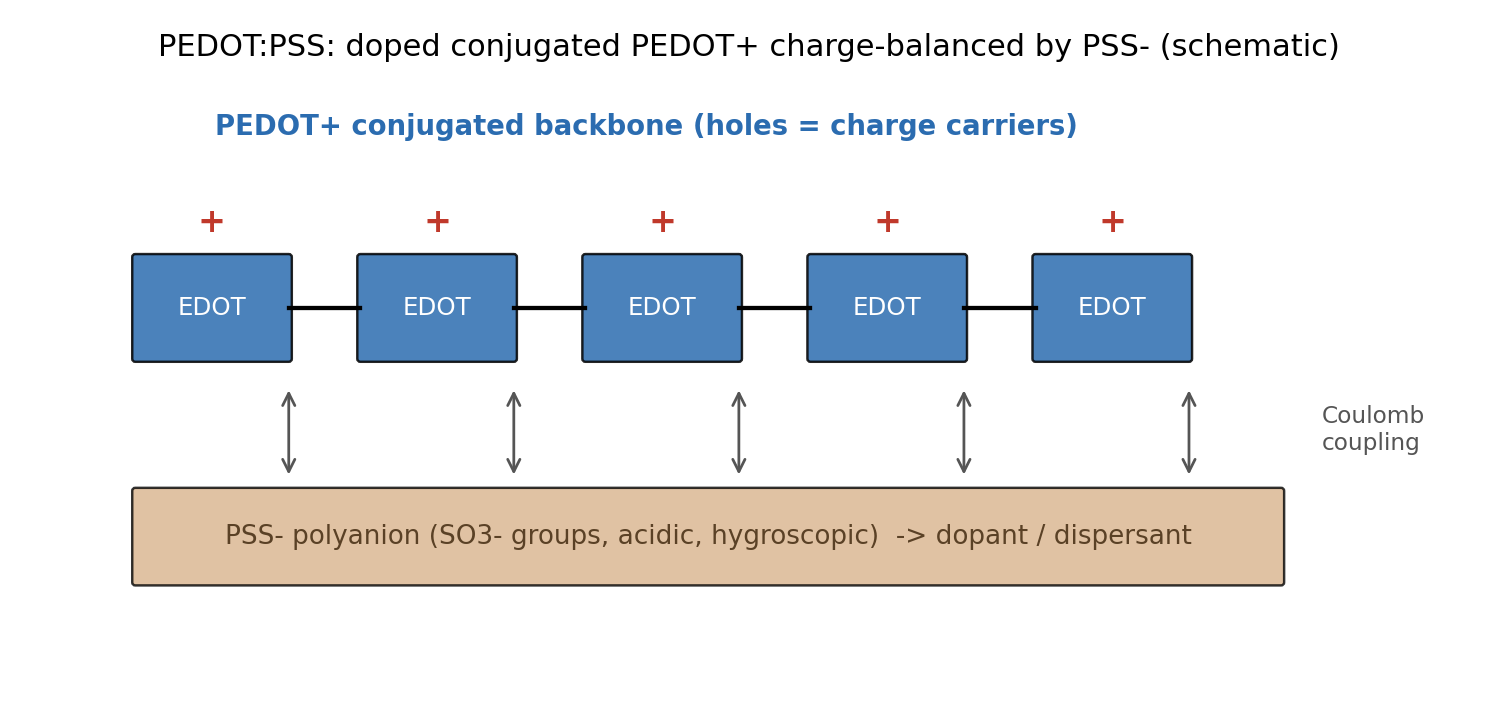 PEDOT:PSS: doped conjugated PEDOT+ charge-balanced by PSS- (schematic)
PEDOT+ conjugated backbone (holes = charge carriers)
+ + + + +
EDOT EDOT EDOT EDOT EDOT
Coulomb
coupling
PSS- polyanion (SO3- groups, acidic, hygroscopic)  -> dopant / dispersant